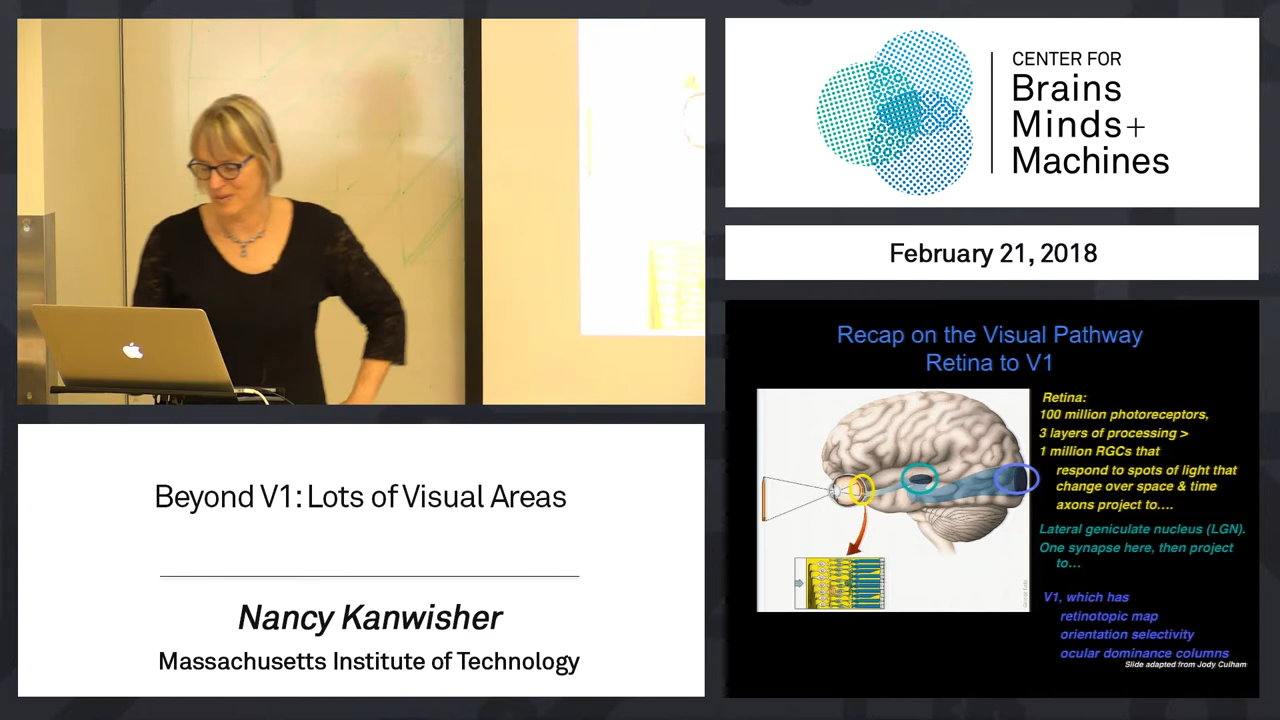 CENTER FOR
Brains
Minds+
Machines
February 21, 2018
Beyond V1: Lots of Visual Areas
Nancy Kanwisher
Massachusetts Institute of Technology
Recap on the Visual Pathway
Retina to V1
Retina:
100 million photoreceptors,
3 layers of processing >
1 million RGCs that
respond to spots of light that
change over space & time
axons project to....
Lateral geniculate nucleus (LGN).
One synapse here, then project
to...
V1, which has
retinotopic map
orientation selectivity
ocular dominance columns
Slide adapted from Jody Culham